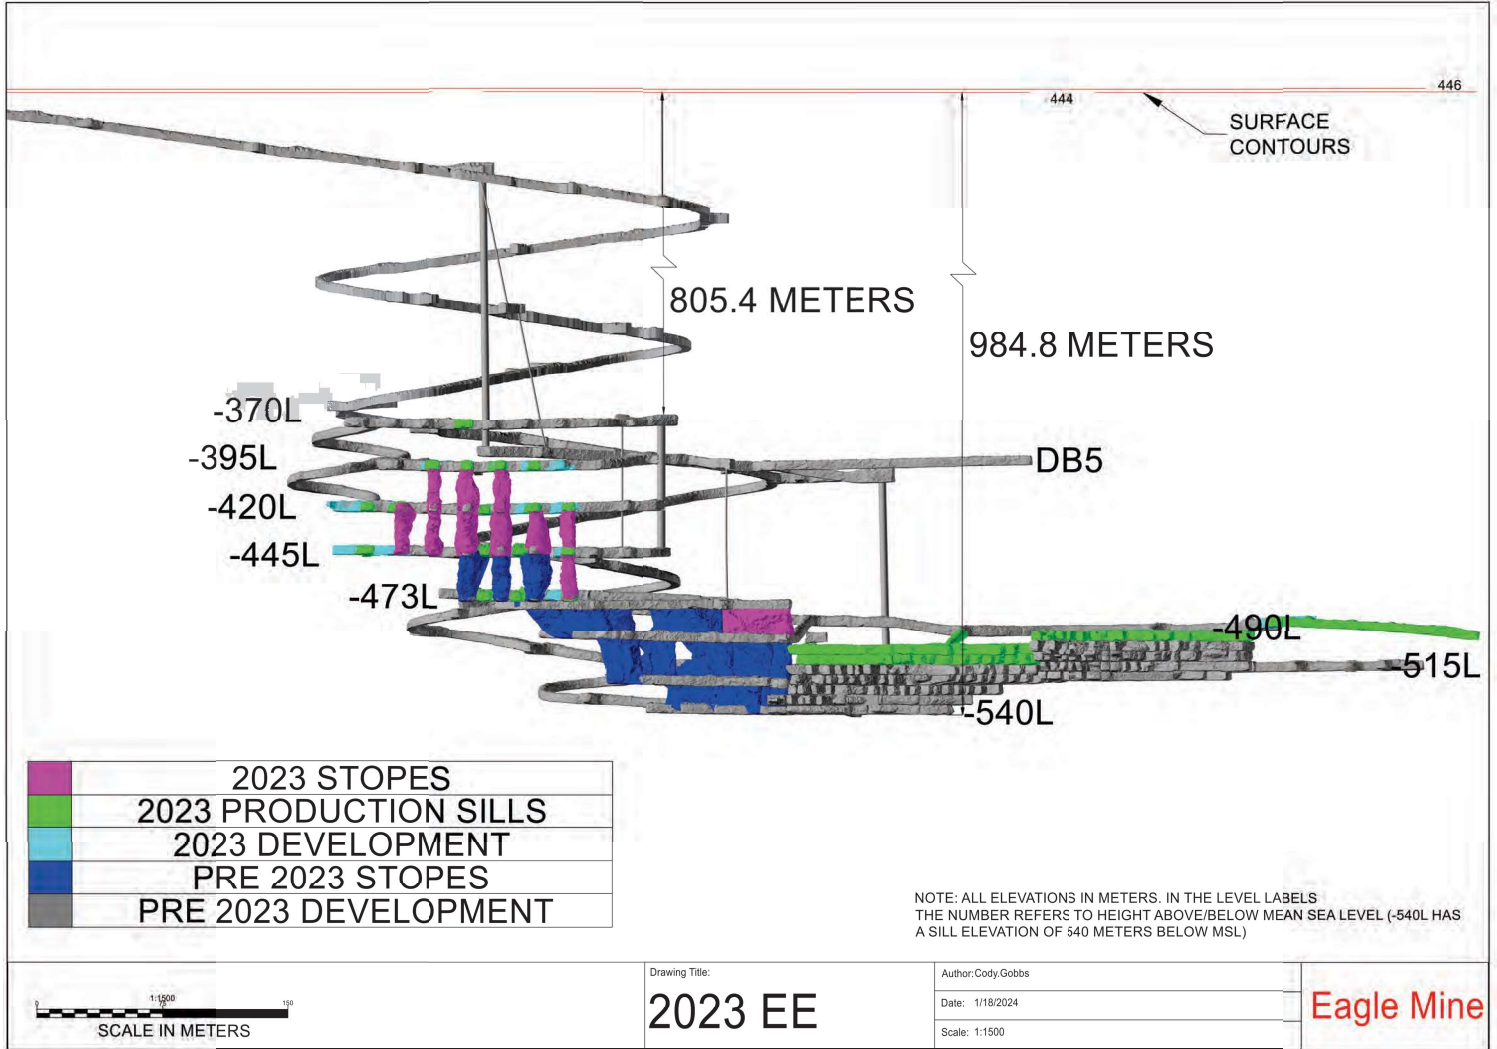 446
444
SURFACE
CONTOURS
805.4 METERS
984.8 METERS
-370L
-395L
DB5
-420L
-445L
-473L
-490L
-515L
-540L
2023 STOPES
2023 PRODUCTION SILLS
2023 DEVELOPMENT
PRE 2023 STOPES
PRE 2023 DEVELOPMENT
NOTE: ALL ELEVATIONS IN METERS. IN THE LEVEL LABELS
THE NUMBER REFERS TO HEIGHT ABOVE/BELOW MEAN SEA LEVEL (-540L HAS
A SILL ELEVATION OF 540 METERS BELOW MSL)
1:1500
0 75 150
SCALE IN METERS
Drawing Title:
2023 EE
Author:Cody.Gobbs
Date: 1/18/2024
Scale: 1:1500
Eagle Mine